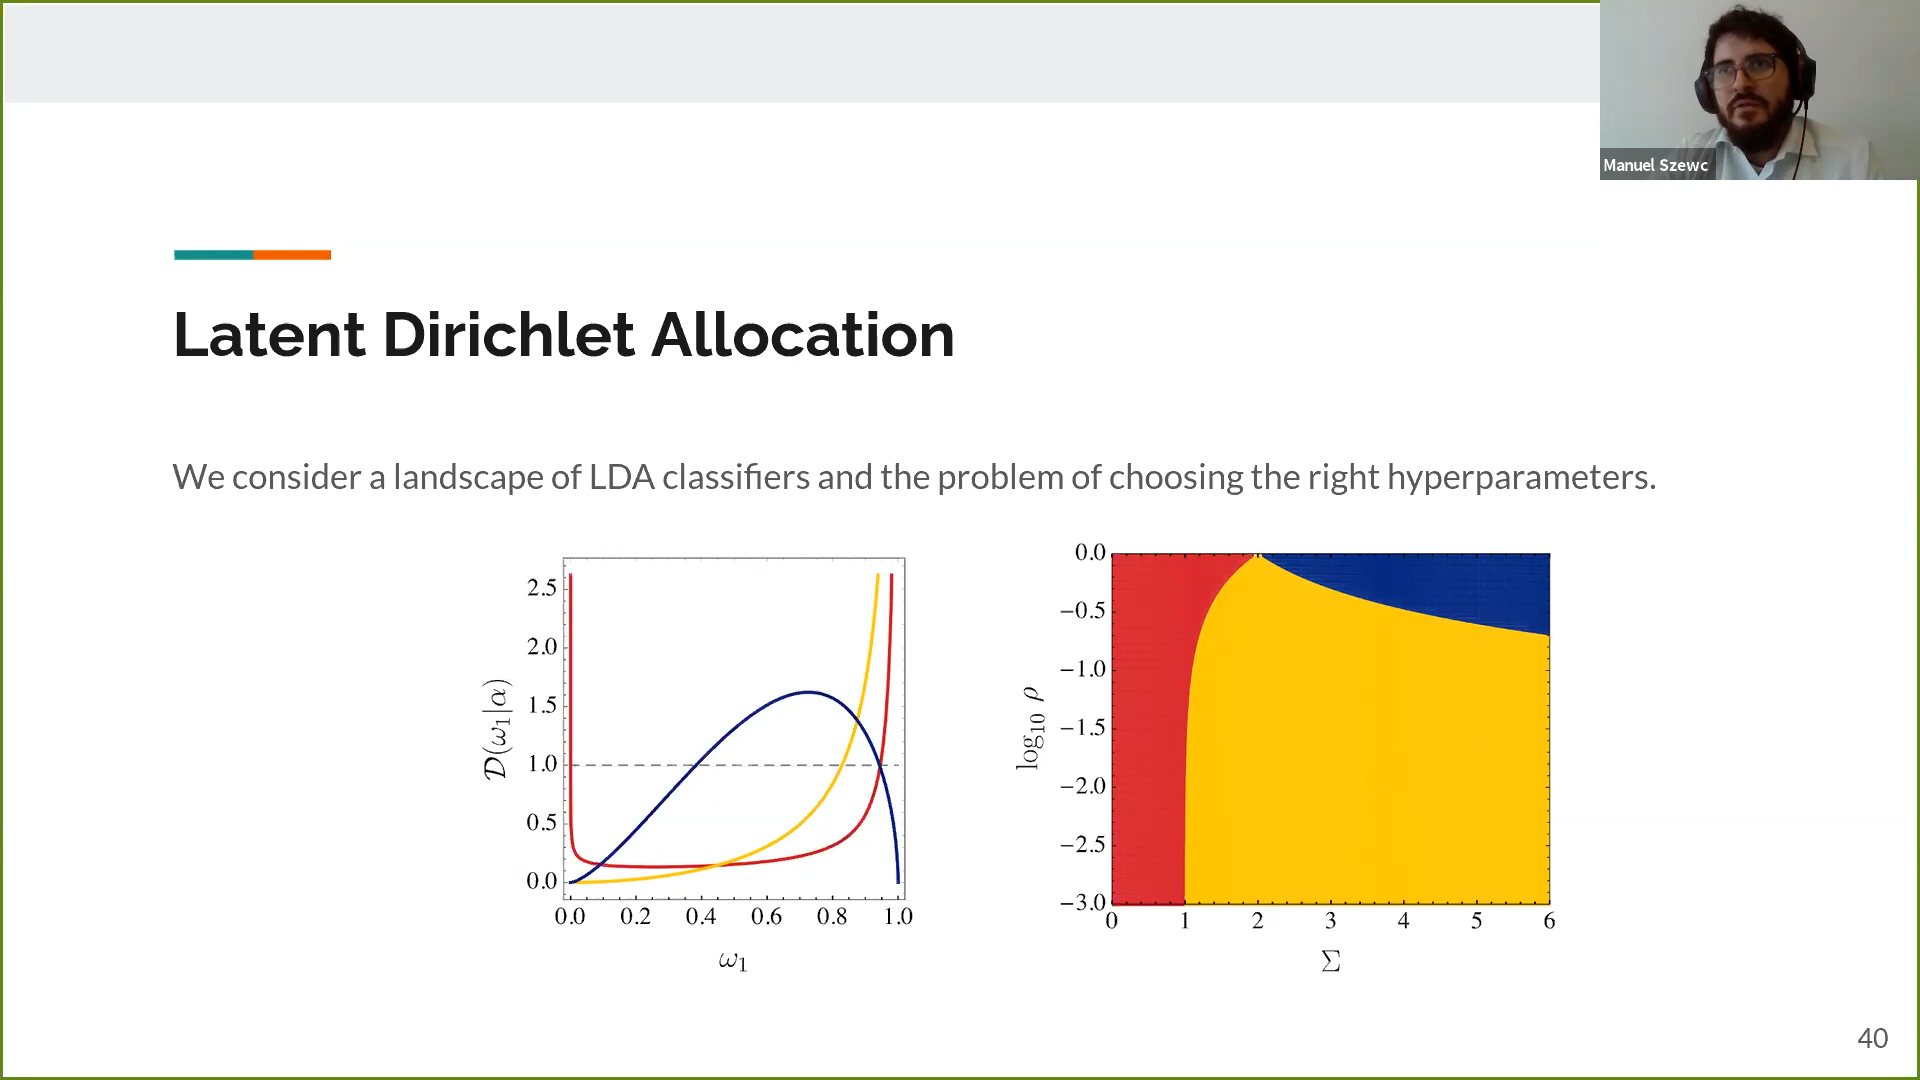 Manuel Szewc
Latent Dirichlet Allocation
We consider a landscape of LDA classifiers and the problem of choosing the right hyperparameters.
2.5
2.0
1.5
1.0
0.5
0.0
𝒟(ω₁|α)
0.0 0.2 0.4 0.6 0.8 1.0
ω₁
0.0
−0.5
−1.0
−1.5
−2.0
−2.5
−3.0
log₁₀ ρ
0 1 2 3 4 5 6
Σ
40